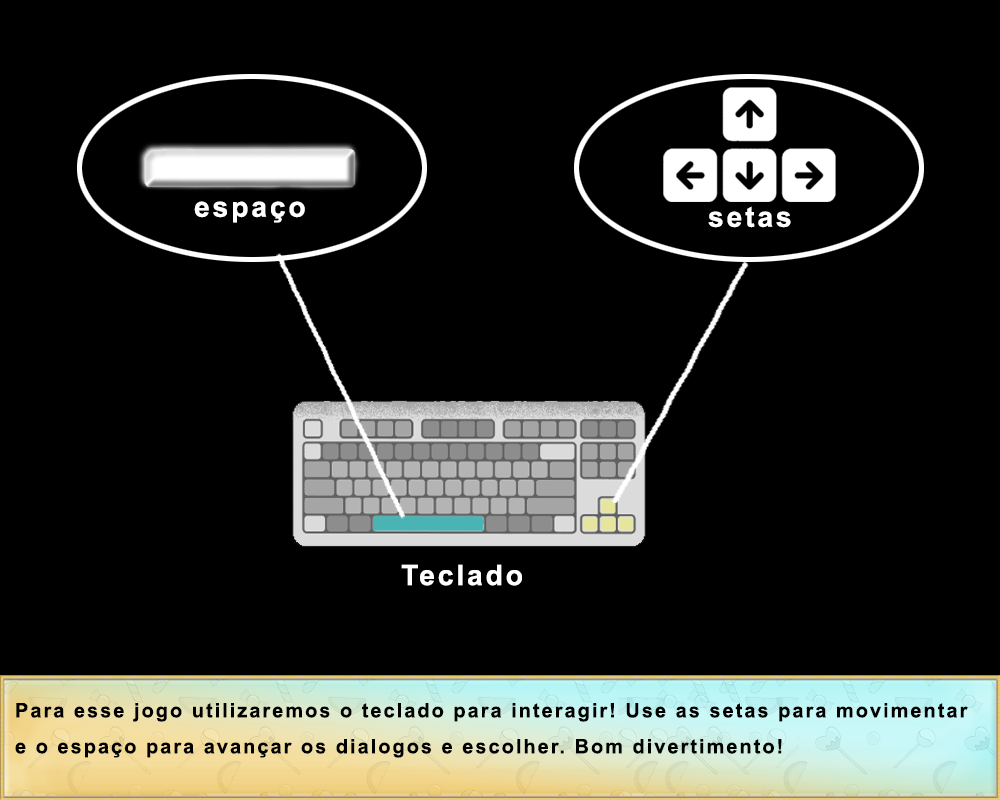 espaço
setas
Teclado
Para esse jogo utilizaremos o teclado para interagir! Use as setas para movimentar
e o espaço para avançar os dialogos e escolher. Bom divertimento!